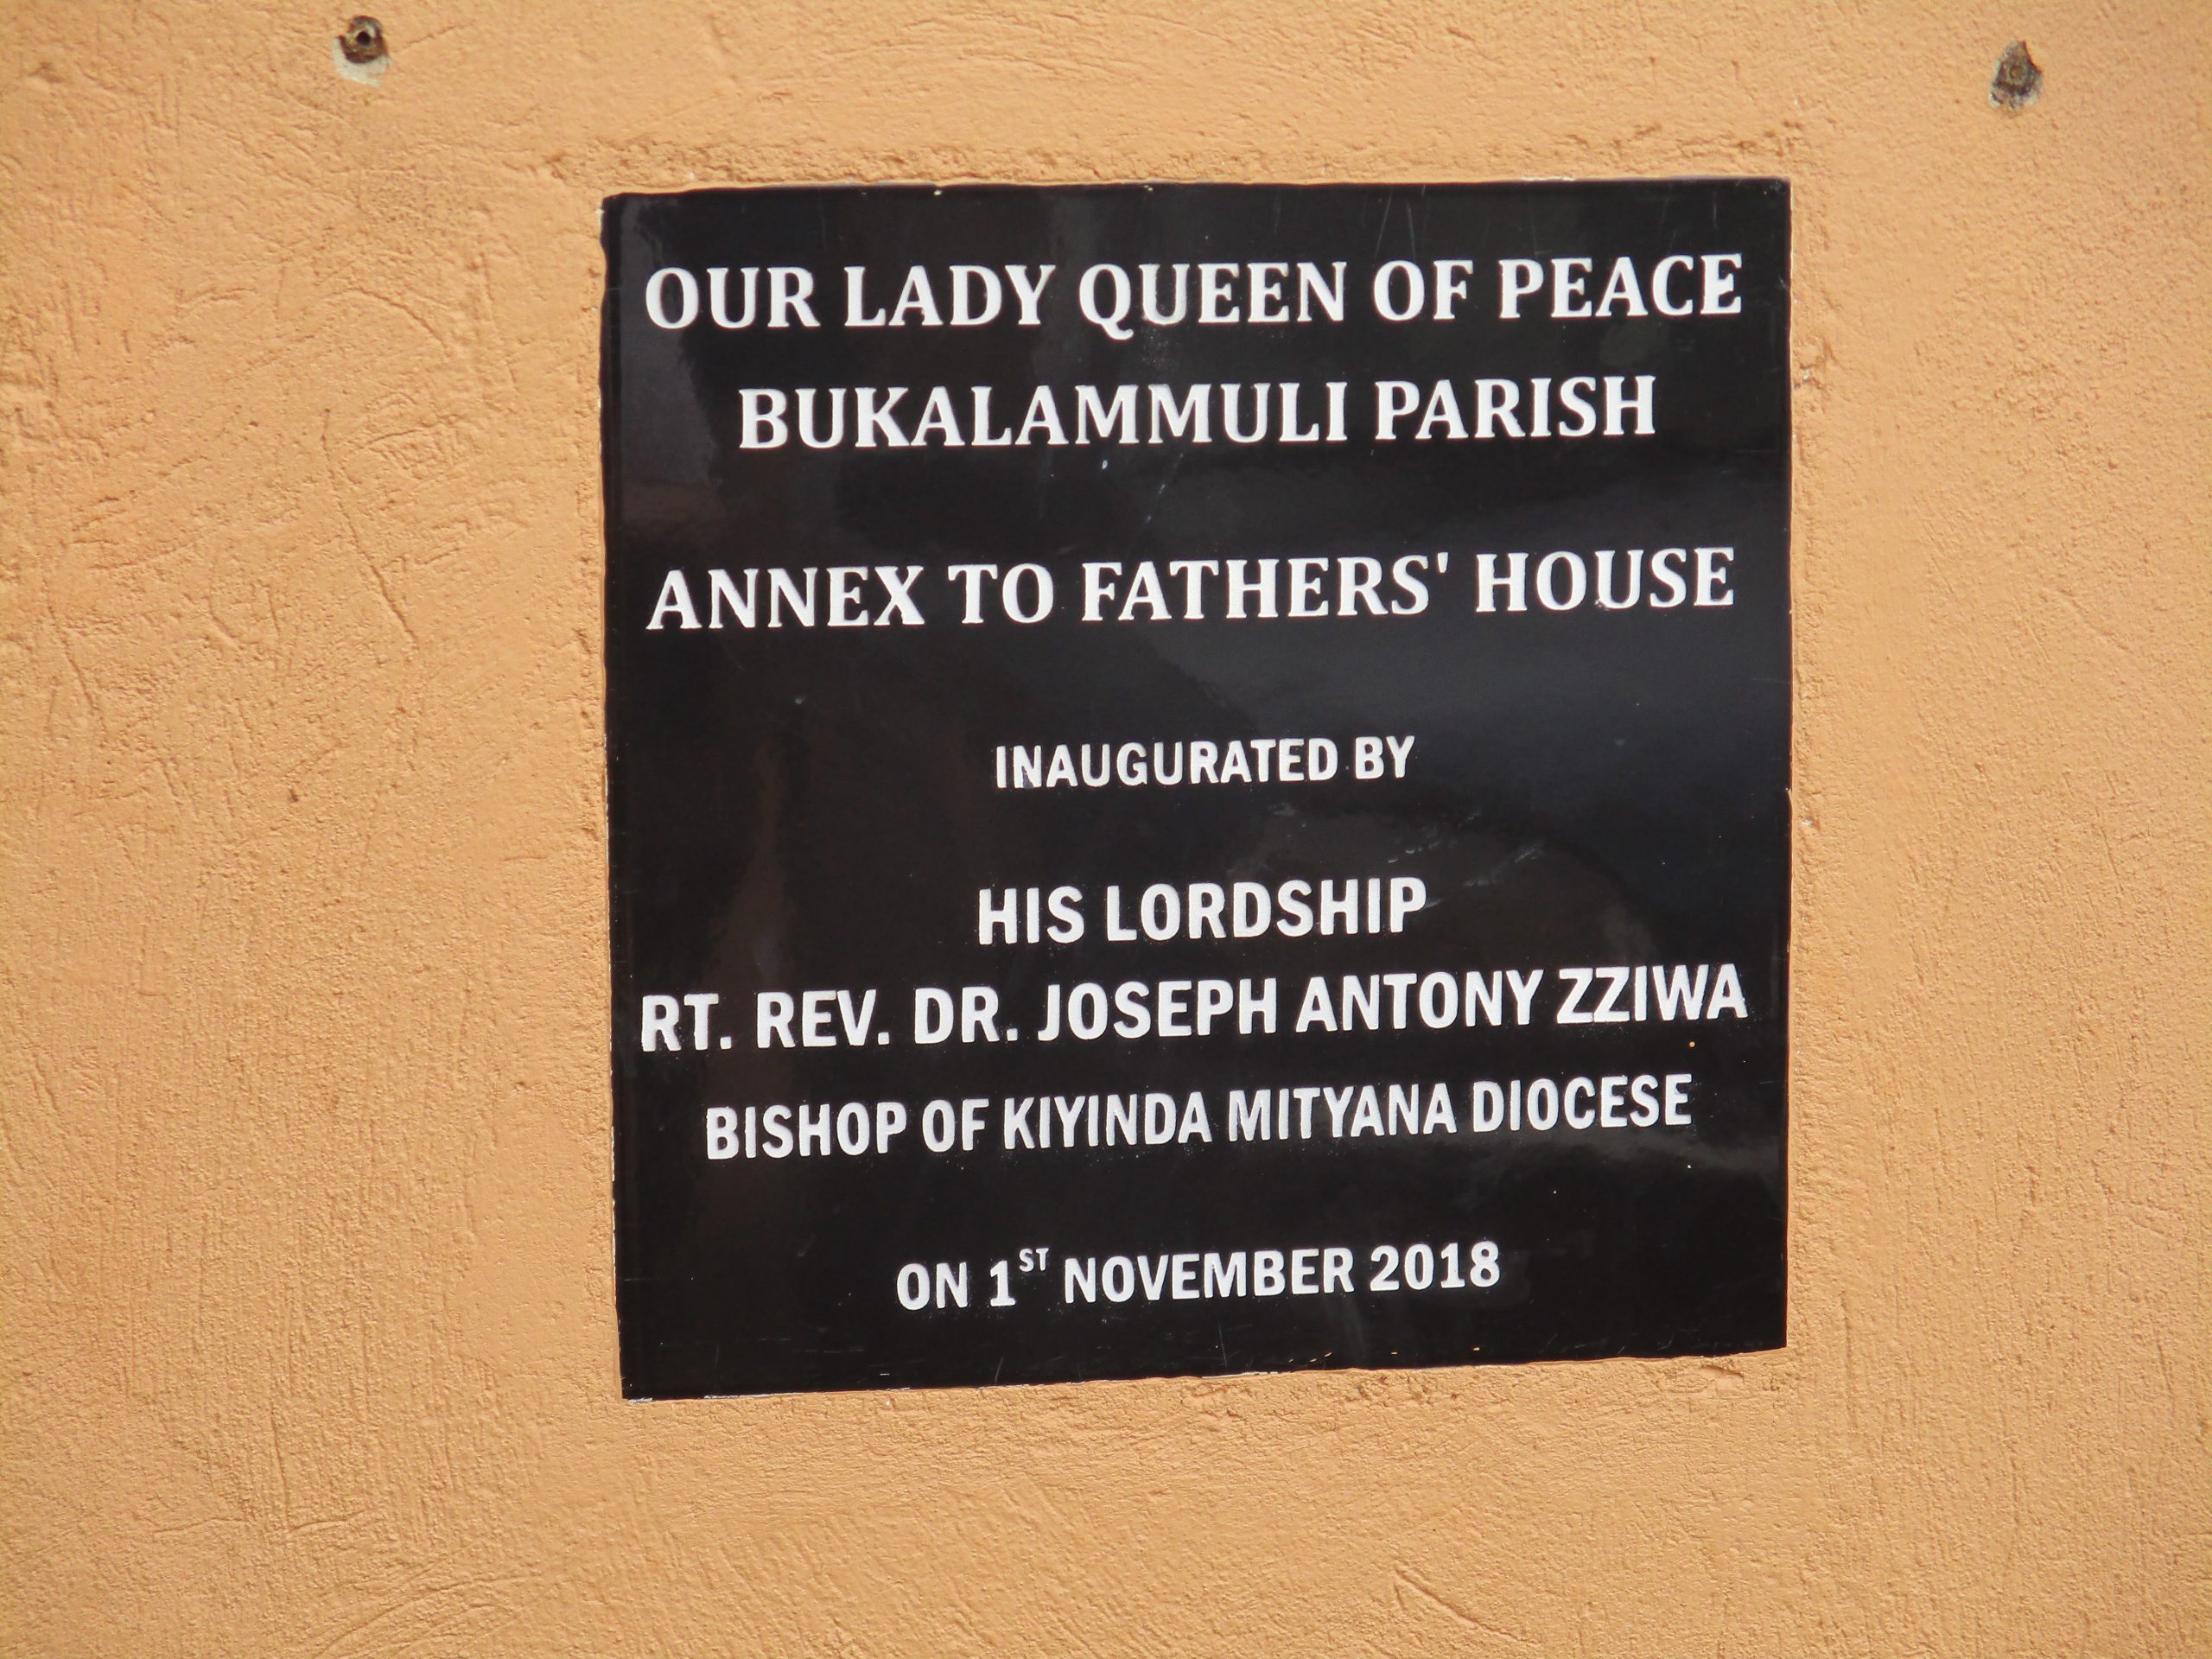 OUR LADY QUEEN OF PEACE
BUKALAMMULI PARISH
ANNEX TO FATHERS' HOUSE
INAUGURATED BY
HIS LORDSHIP
RT. REV. DR. JOSEPH ANTONY ZZIWA
BISHOP OF KIYINDA MITYANA DIOCESE
ON 1ST NOVEMBER 2018